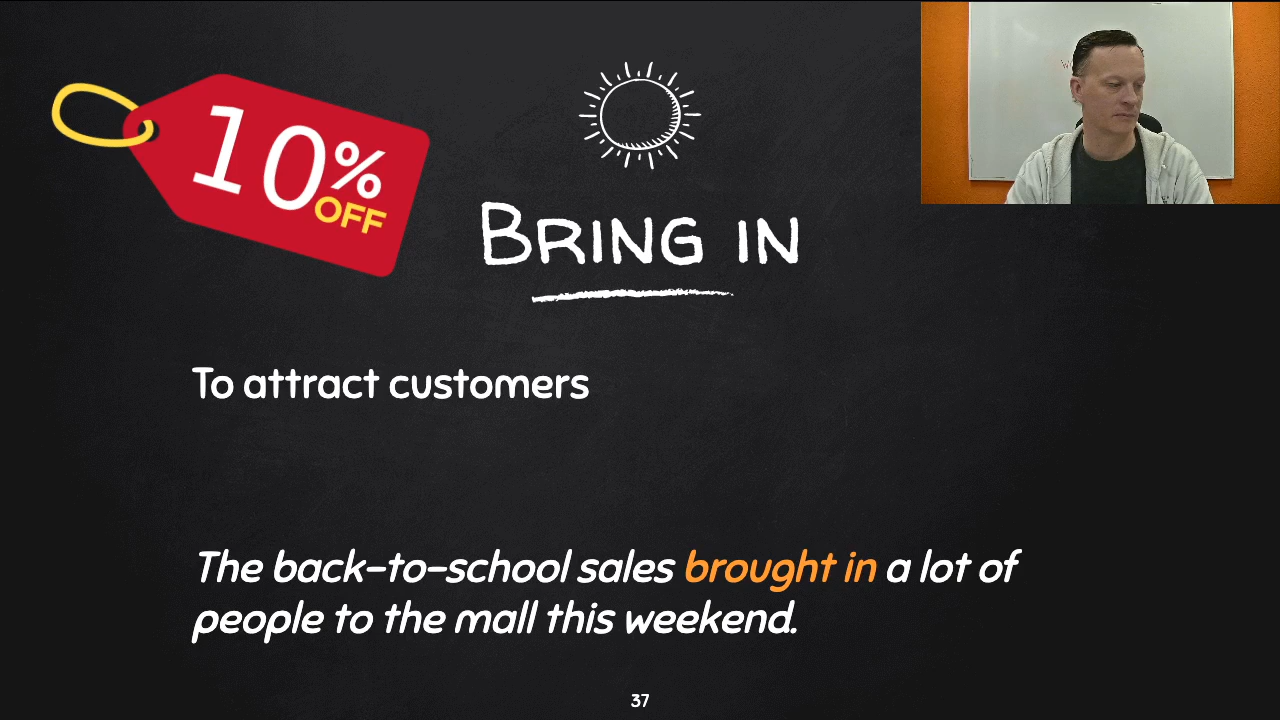 10%
OFF
BRING IN
To attract customers
The back-to-school sales brought in a lot of
people to the mall this weekend.
37